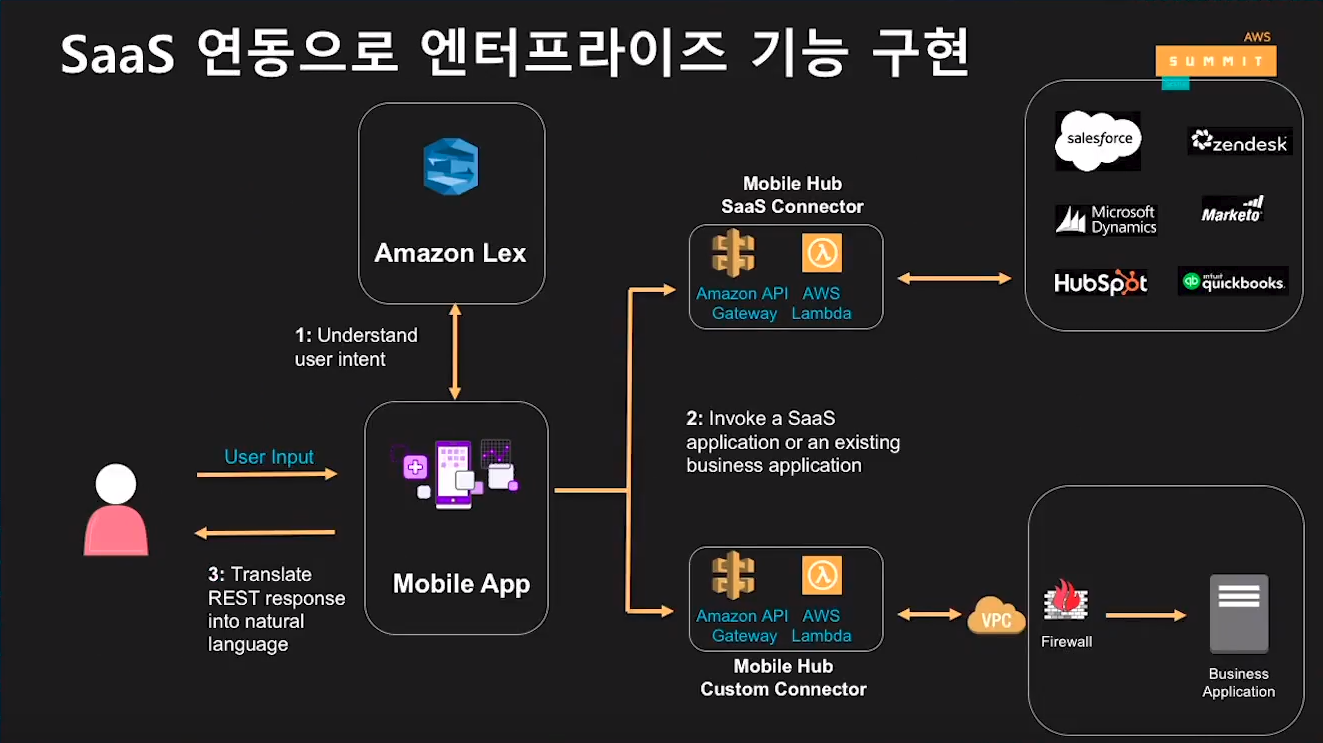 SaaS 연동으로 엔터프라이즈 기능 구현
AWS
SUMMIT
Amazon Lex
1: Understand
user intent
User Input
3: Translate
REST response
into natural
language
Mobile App
Mobile Hub
SaaS Connector
Amazon API
Gateway
AWS
Lambda
salesforce
zendesk
Microsoft
Dynamics
Marketo
HubSpot
qb
intuit
quickbooks.
2: Invoke a SaaS
application or an existing
business application
Amazon API
Gateway
AWS
Lambda
Mobile Hub
Custom Connector
VPC
Firewall
Business
Application